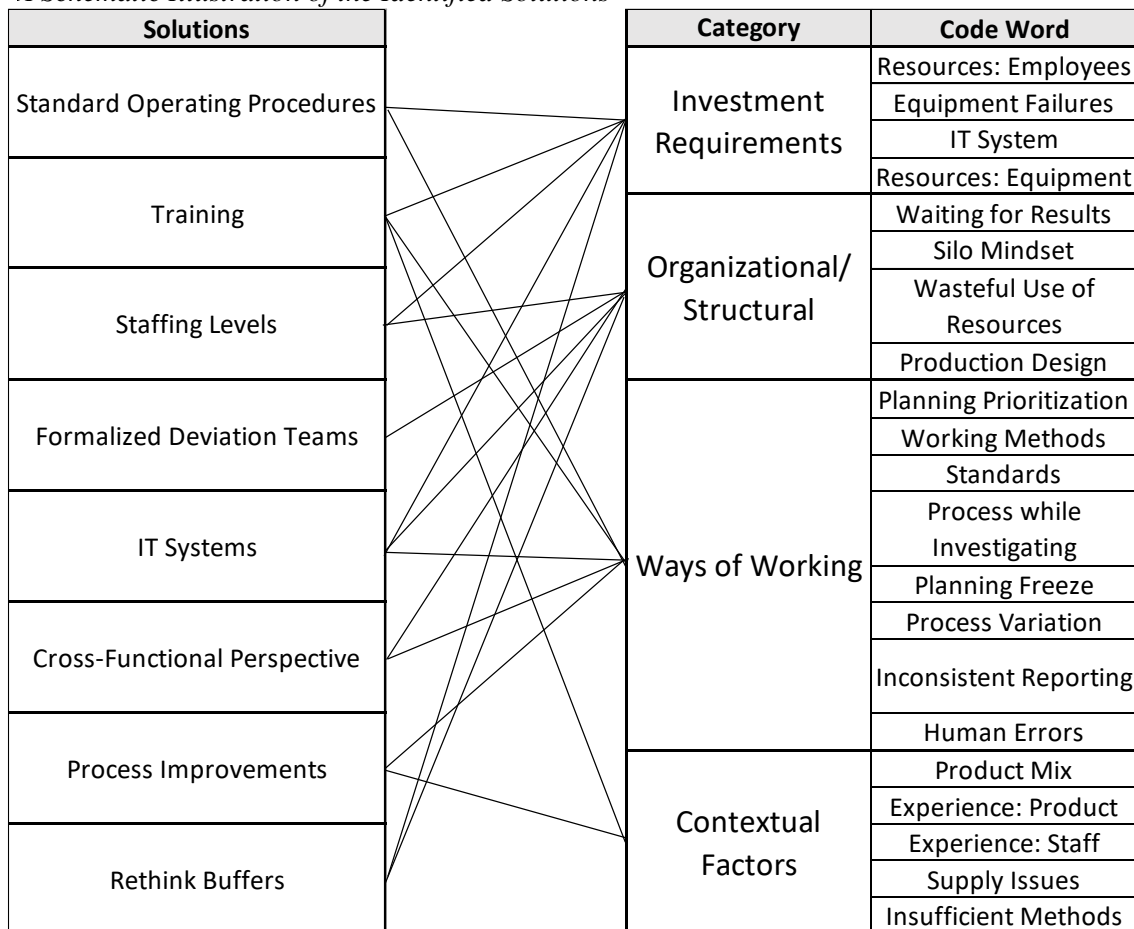 A Schematic Illustration of the Identified Solutions
Solutions
Category
Code Word
Standard Operating Procedures
Training
Staffing Levels
Formalized Deviation Teams
IT Systems
Cross-Functional Perspective
Process Improvements
Rethink Buffers
Investment
Requirements
Resources: Employees
Equipment Failures
IT System
Resources: Equipment
Organizational/
Structural
Waiting for Results
Silo Mindset
Wasteful Use of
Resources
Production Design
Ways of Working
Planning Prioritization
Working Methods
Standards
Process while
Investigating
Planning Freeze
Process Variation
Inconsistent Reporting
Human Errors
Contextual
Factors
Product Mix
Experience: Product
Experience: Staff
Supply Issues
Insufficient Methods